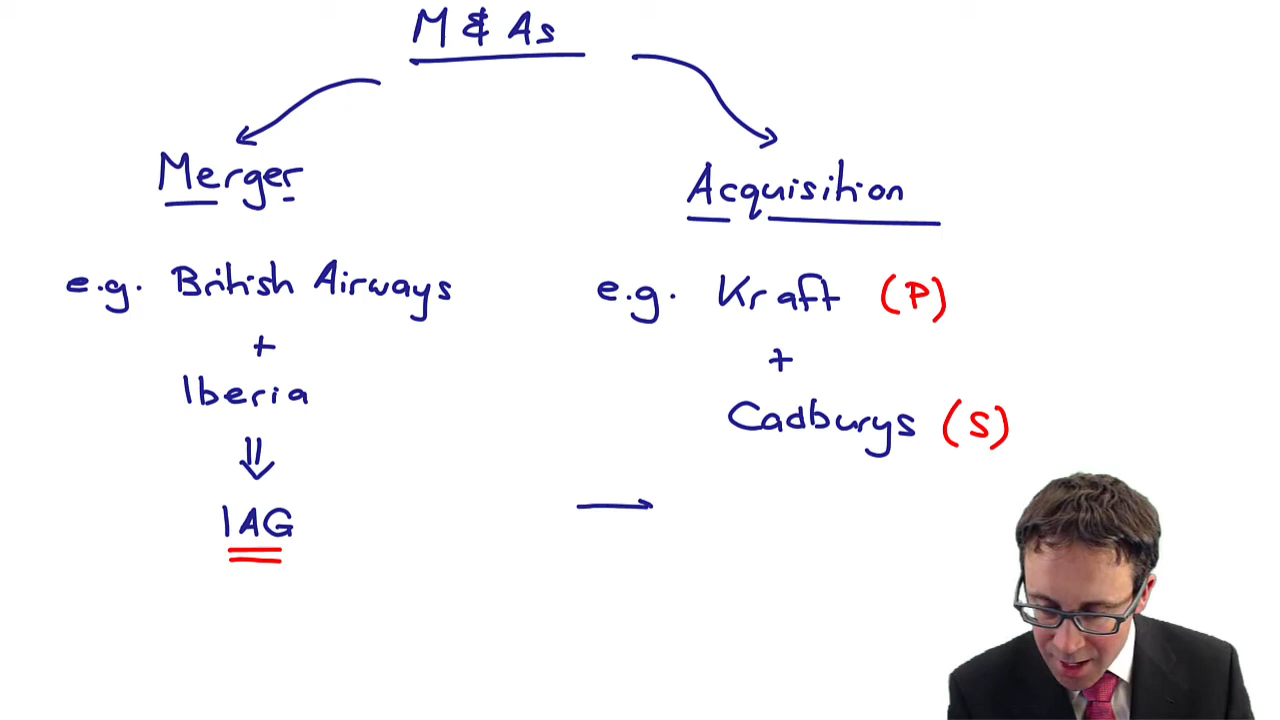 M & As
Merger
e.g. British Airways
+
Iberia
⇓
IAG
Acquisition
e.g. Kraft (P)
+
Cadburys (S)
→